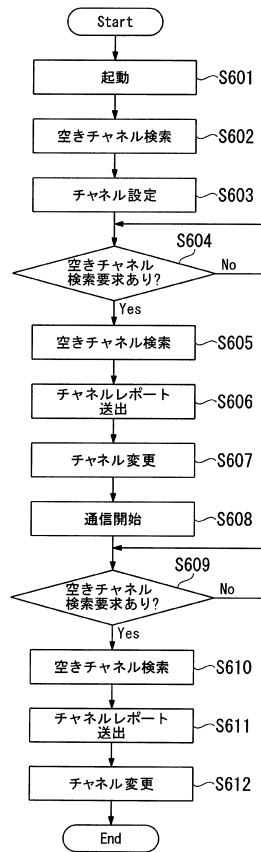 Start
起動 S601
空きチャネル検索 S602
チャネル設定 S603
S604
空きチャネル
検索要求あり?
No
Yes
空きチャネル検索 S605
チャネルレポート
送出
S606
チャネル変更 S607
通信開始 S608
S609
空きチャネル
検索要求あり?
No
Yes
空きチャネル検索 S610
チャネルレポート
送出
S611
チャネル変更 S612
End